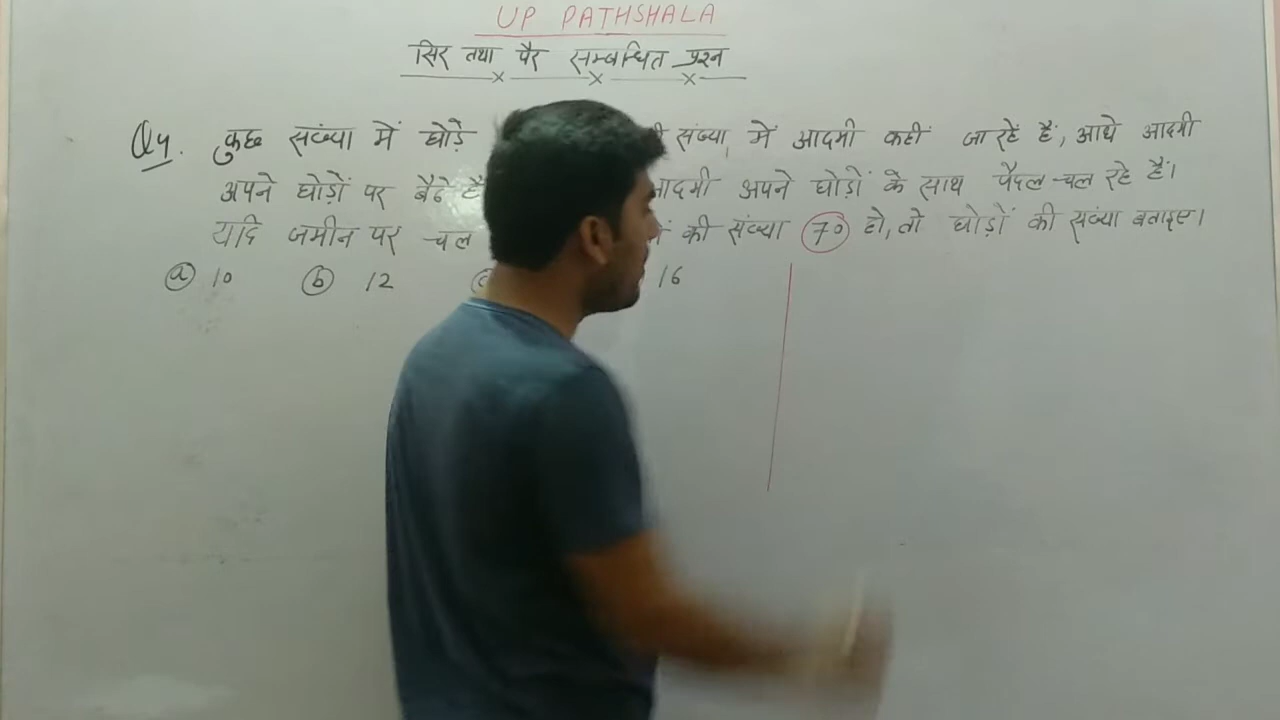 UP PATHSHALA
सिर तथा पैर सम्बन्धित प्रश्न
Q4. कुछ संख्या में घोड़े संख्या में आदमी कहीं जा रहें हैं, आधे आदमी
अपने घोड़ों पर बैठे हैं आदमी अपने घोड़ों के साथ पैदल चल रहे हैं।
यदि जमीन पर चल की संख्या 70 हो, तो घोड़ों की संख्या बताइए।
(a) 10 (b) 12 (c) 16